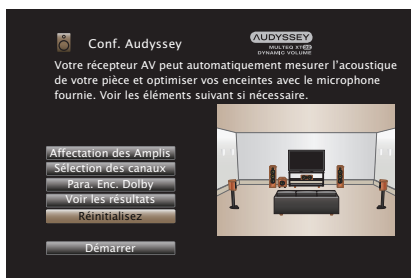 Conf. Audyssey
AUDYSSEY
MULTEQ XT32
DYNAMIC VOLUME
Votre récepteur AV peut automatiquement mesurer l'acoustique
de votre pièce et optimiser vos enceintes avec le microphone
fournie. Voir les éléments suivant si nécessaire.
Affectation des Amplis
Sélection des canaux
Para. Enc. Dolby
Voir les résultats
Réinitialisez
Démarrer